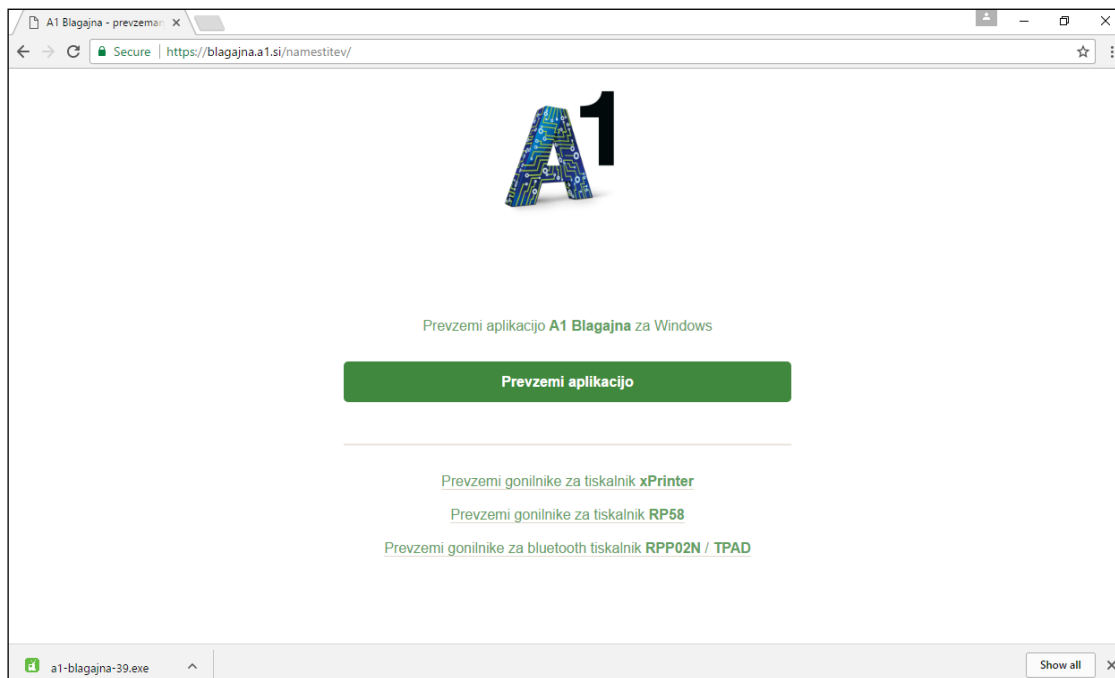 A1 Blagajna - prevzeman
Secure | https://blagajna.a1.si/namestitev/
A1
Prevzemi aplikacijo A1 Blagajna za Windows
Prevzemi aplikacijo
Prevzemi gonilnike za tiskalnik xPrinter
Prevzemi gonilnike za tiskalnik RP58
Prevzemi gonilnike za bluetooth tiskalnik RPP02N / TPAD
a1-blagajna-39.exe
Show all